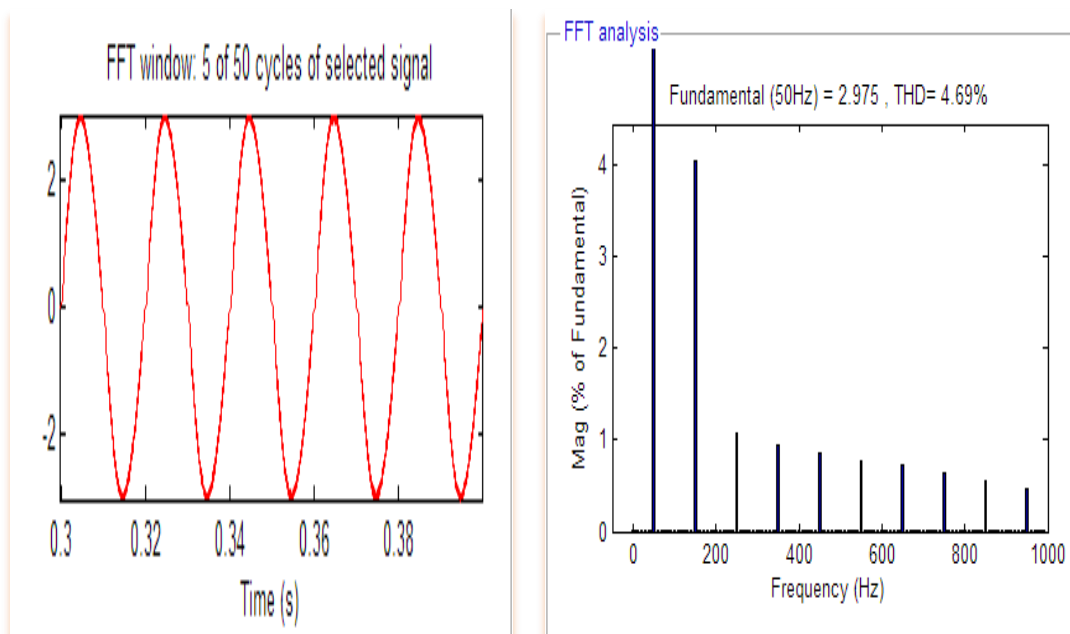 FFT window: 5 of 50 cycles of selected signal
2
0
-2
0.3 0.32 0.34 0.36 0.38
Time (s)
FFT analysis
Fundamental (50Hz) = 2.975 , THD= 4.69%
Mag (% of Fundamental)
4
3
2
1
0
0 200 400 600 800 1000
Frequency (Hz)